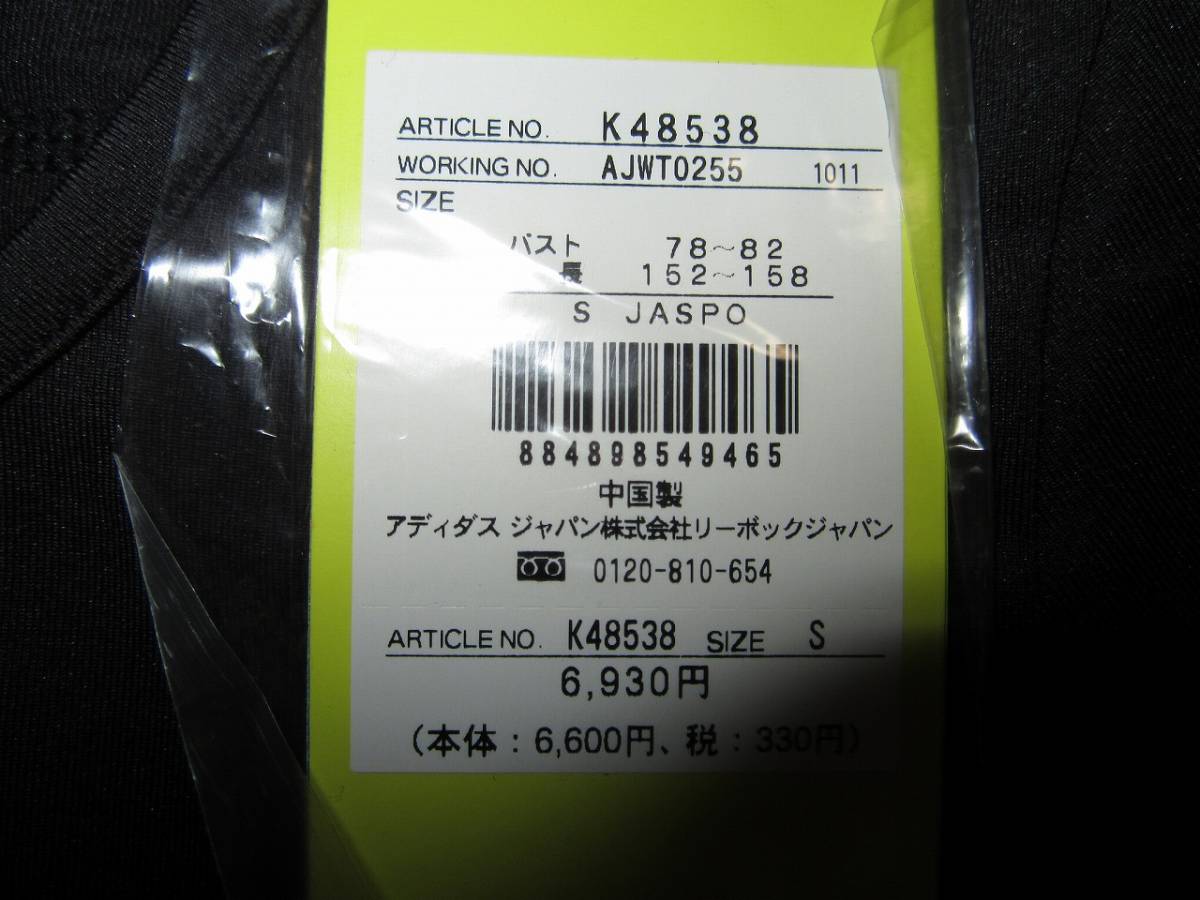 ARTICLE NO. K48538
WORKING NO. AJWT0255 1011
SIZE
バスト 78～82
長 152～158
S JASPO
884898549465
中国製
アディダス ジャパン株式会社リーボックジャパン
0120-810-654
ARTICLE NO. K48538 SIZE S
6,930円
(本体:6,600円、税:330円)